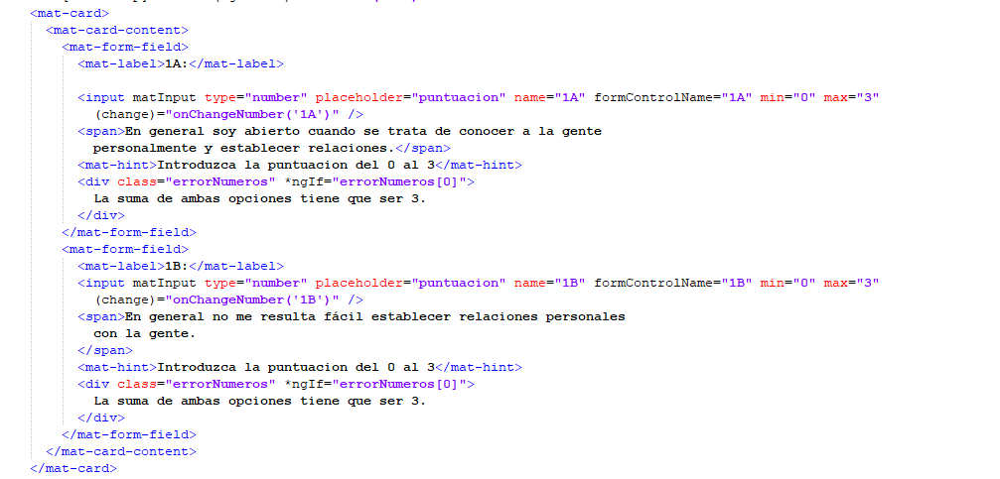 <mat-card>
<mat-card-content>
<mat-form-field>
<mat-label>1A:</mat-label>
<input matInput type="number" placeholder="puntuacion" name="1A" formControlName="1A" min="0" max="3"
(change)="onChangeNumber('1A')" />
<span>En general soy abierto cuando se trata de conocer a la gente
personalmente y establecer relaciones.</span>
<mat-hint>Introduzca la puntuacion del 0 al 3</mat-hint>
<div class="errorNumeros" *ngIf="errorNumeros[0]">
La suma de ambas opciones tiene que ser 3.
</div>
</mat-form-field>
<mat-form-field>
<mat-label>1B:</mat-label>
<input matInput type="number" placeholder="puntuacion" name="1B" formControlName="1B" min="0" max="3"
(change)="onChangeNumber('1B')" />
<span>En general no me resulta fácil establecer relaciones personales
con la gente.
</span>
<mat-hint>Introduzca la puntuacion del 0 al 3</mat-hint>
<div class="errorNumeros" *ngIf="errorNumeros[0]">
La suma de ambas opciones tiene que ser 3.
</div>
</mat-form-field>
</mat-card-content>
</mat-card>